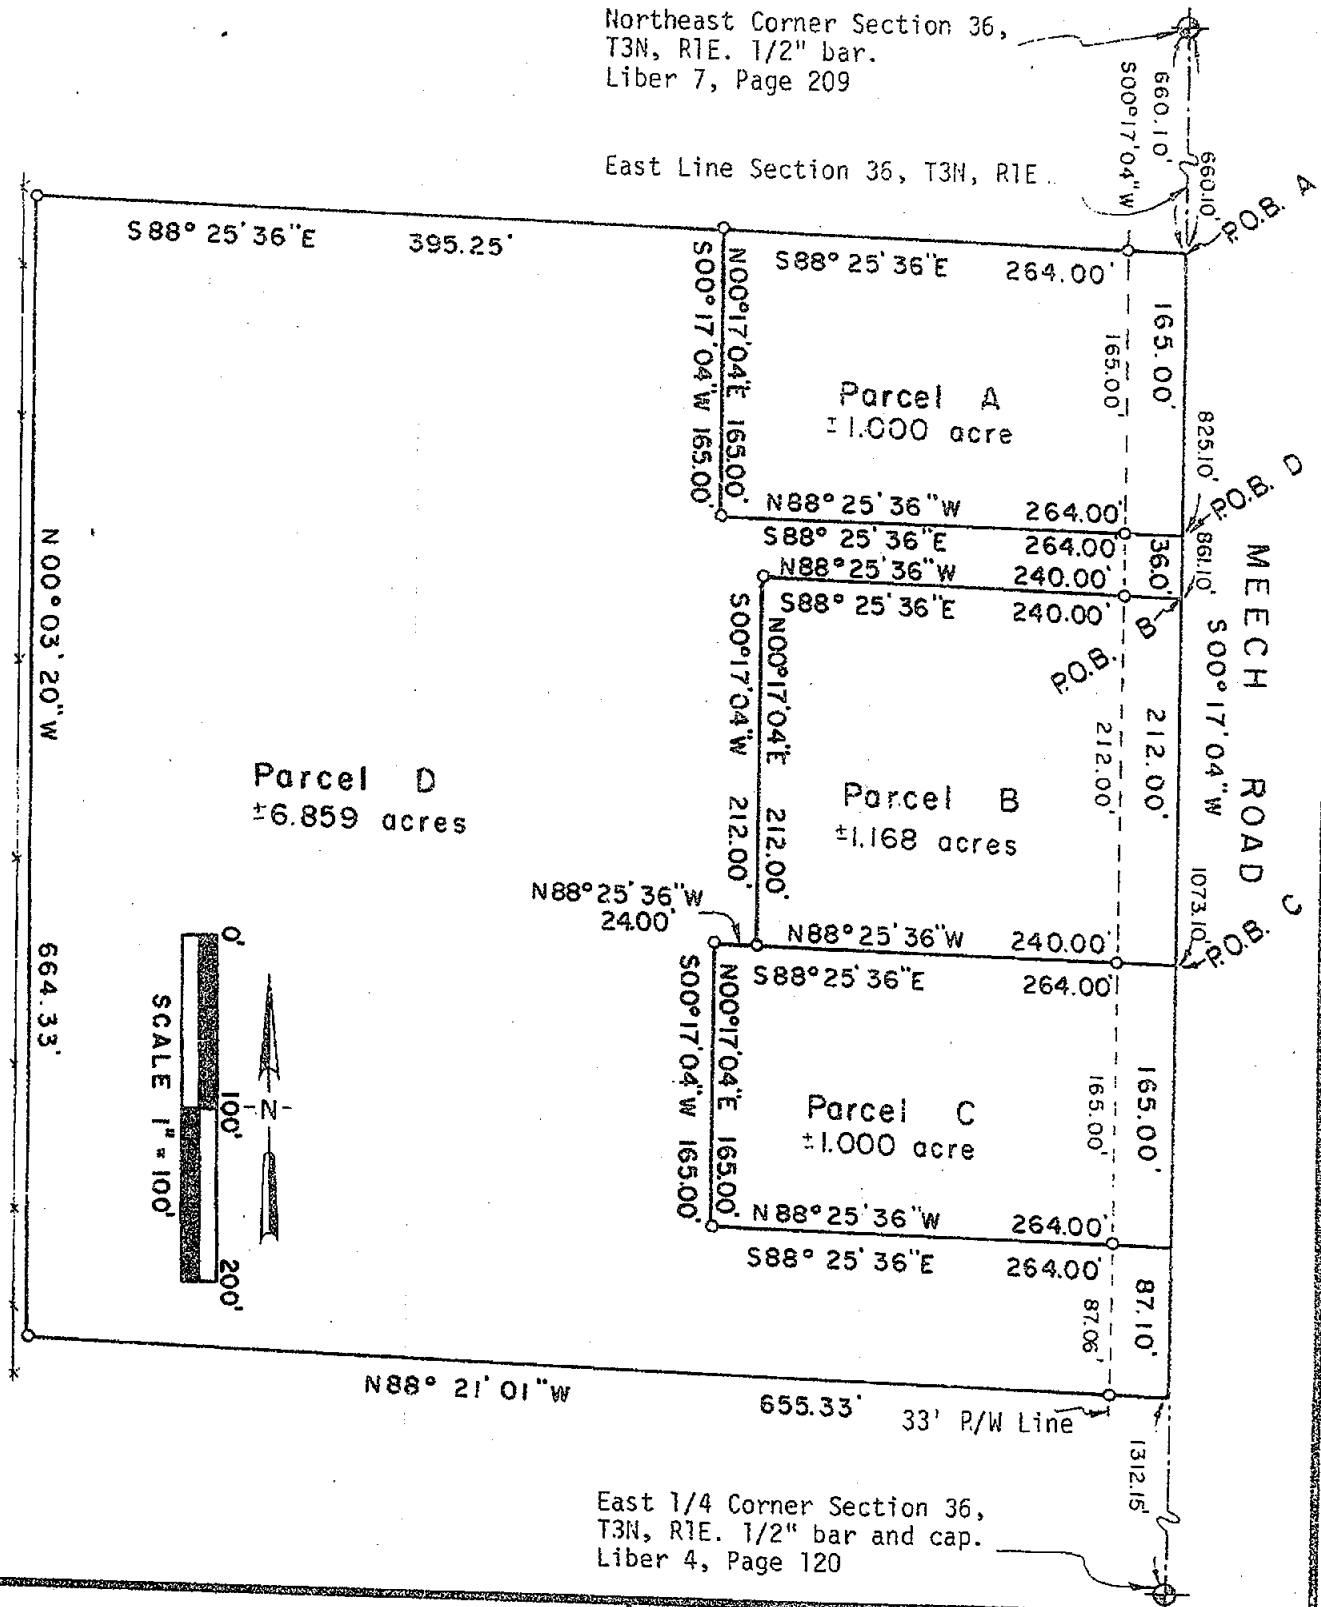 Northeast Corner Section 36,
T3N, R1E. 1/2" bar.
Liber 7, Page 209
660.10'
S00°17'04"W
660.10'
East Line Section 36, T3N, R1E.
P.O.B. A
S88° 25' 36"E 395.25'
S88° 25' 36"E 264.00'
165.00'
165.00'
N00°17'04"E 165.00'
S00°17'04"W 165.00'
Parcel A
±1.000 acre
825.10'
P.O.B. D
N88° 25' 36"W 264.00'
S88° 25' 36"E 264.00'
36.0'
861.10'
N88°25'36"W 240.00'
S88° 25' 36"E 240.00'
P.O.B. B
MEECH ROAD
S00°17'04"W
N00°17'04"E 212.00'
S00°17'04"W 212.00'
212.00'
212.00'
Parcel B
±1.168 acres
N00°03'20"W 664.33'
Parcel D
±6.859 acres
1073.10'
P.O.B. C
N88°25'36"W
24.00'
N88°25'36"W 240.00'
S88°25'36"E 264.00'
N00°17'04"E 165.00'
S00°17'04"W 165.00'
165.00'
165.00'
Parcel C
±1.000 acre
0' 100' 200'
SCALE 1" = 100'
-N-
N88°25'36"W 264.00'
S88° 25' 36"E 264.00'
87.10'
87.06'
N88° 21' 01"W 655.33'
33' R/W Line
1312.15'
East 1/4 Corner Section 36,
T3N, R1E. 1/2" bar and cap.
Liber 4, Page 120